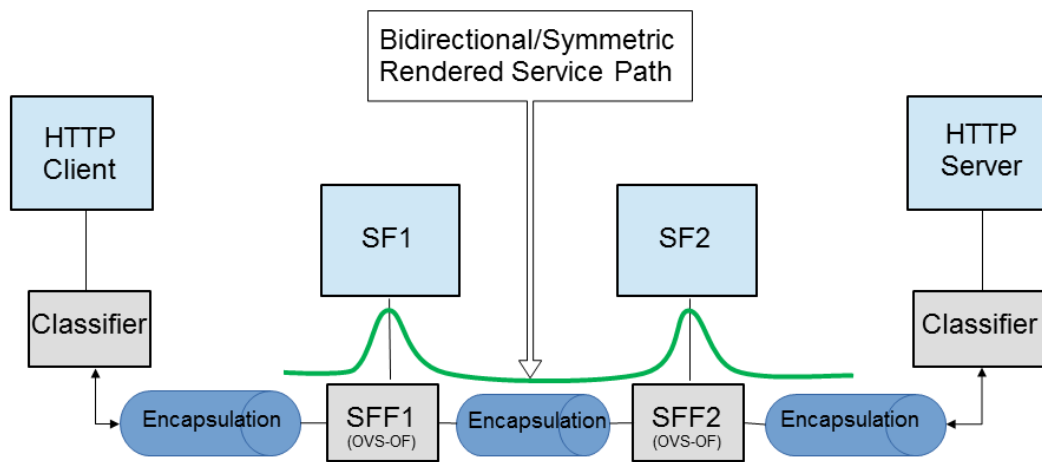 Bidirectional/Symmetric
Rendered Service Path
HTTP
Client
HTTP
Server
SF1
SF2
Classifier
Classifier
Encapsulation
SFF1
(OVS-OF)
Encapsulation
SFF2
(OVS-OF)
Encapsulation